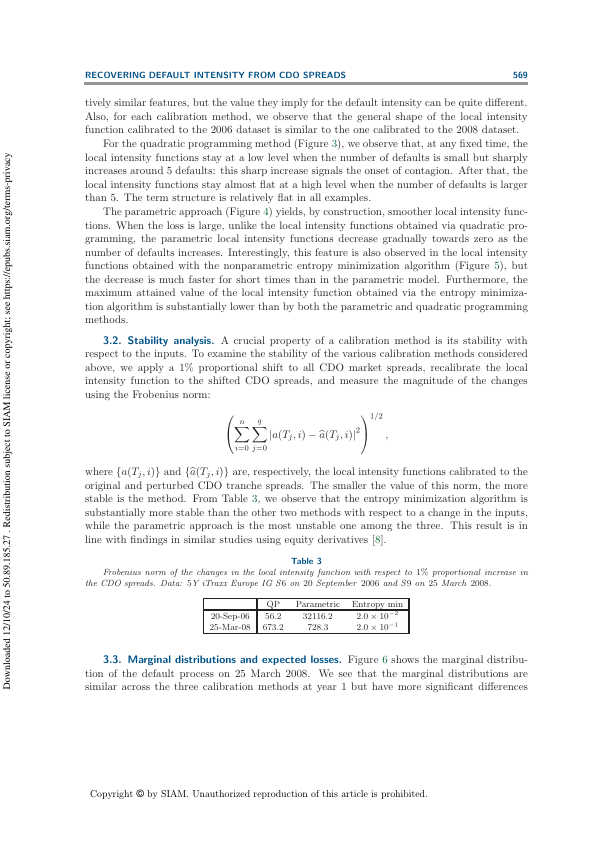 RECOVERING DEFAULT INTENSITY FROM CDO SPREADS 569
tively similar features, but the value they imply for the default intensity can be quite different.
Also, for each calibration method, we observe that the general shape of the local intensity
function calibrated to the 2006 dataset is similar to the one calibrated to the 2008 dataset.
For the quadratic programming method (Figure 3), we observe that, at any fixed time, the
local intensity functions stay at a low level when the number of defaults is small but sharply
increases around 5 defaults: this sharp increase signals the onset of contagion. After that, the
local intensity functions stay almost flat at a high level when the number of defaults is larger
than 5. The term structure is relatively flat in all examples.
The parametric approach (Figure 4) yields, by construction, smoother local intensity func-
tions. When the loss is large, unlike the local intensity functions obtained via quadratic pro-
gramming, the parametric local intensity functions decrease gradually towards zero as the
number of defaults increases. Interestingly, this feature is also observed in the local intensity
functions obtained with the nonparametric entropy minimization algorithm (Figure 5), but
the decrease is much faster for short times than in the parametric model. Furthermore, the
maximum attained value of the local intensity function obtained via the entropy minimiza-
tion algorithm is substantially lower than by both the parametric and quadratic programming
methods.
3.2. Stability analysis. A crucial property of a calibration method is its stability with
respect to the inputs. To examine the stability of the various calibration methods considered
above, we apply a 1% proportional shift to all CDO market spreads, recalibrate the local
intensity function to the shifted CDO spreads, and measure the magnitude of the changes
using the Frobenius norm:
(∑_{i=0}^{n} ∑_{j=0}^{q} |a(T_j, i) − â(T_j, i)|²)^{1/2},
where {a(T_j, i)} and {â(T_j, i)} are, respectively, the local intensity functions calibrated to the
original and perturbed CDO tranche spreads. The smaller the value of this norm, the more
stable is the method. From Table 3, we observe that the entropy minimization algorithm is
substantially more stable than the other two methods with respect to a change in the inputs,
while the parametric approach is the most unstable one among the three. This result is in
line with findings in similar studies using equity derivatives [8].
Table 3
Frobenius norm of the changes in the local intensity function with respect to 1% proportional increase in
the CDO spreads. Data: 5Y iTraxx Europe IG S6 on 20 September 2006 and S9 on 25 March 2008.
QP Parametric Entropy min
20-Sep-06 56.2 32116.2 2.0 × 10⁻²
25-Mar-08 673.2 728.3 2.0 × 10⁻¹
3.3. Marginal distributions and expected losses. Figure 6 shows the marginal distribu-
tion of the default process on 25 March 2008. We see that the marginal distributions are
similar across the three calibration methods at year 1 but have more significant differences
Copyright © by SIAM. Unauthorized reproduction of this article is prohibited.
Downloaded 12/10/24 to 50.89.185.27 . Redistribution subject to SIAM license or copyright; see https://epubs.siam.org/terms-privacy